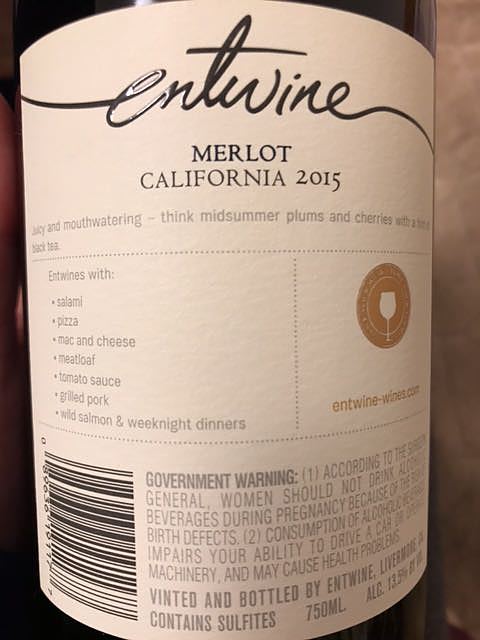 entwine
MERLOT
CALIFORNIA 2015
Juicy and mouthwatering – think midsummer plums and cherries with a hint of
black tea.
Entwines with:
• salami
• pizza
• mac and cheese
• meatloaf
• tomato sauce
• grilled pork
• wild salmon & weeknight dinners
entwine-wines.com
GOVERNMENT WARNING: (1) ACCORDING TO THE SURGEON
GENERAL, WOMEN SHOULD NOT DRINK ALCOHOLIC
BEVERAGES DURING PREGNANCY BECAUSE OF THE RISK OF
BIRTH DEFECTS. (2) CONSUMPTION OF ALCOHOLIC BEVERAGES
IMPAIRS YOUR ABILITY TO DRIVE A CAR OR OPERATE
MACHINERY, AND MAY CAUSE HEALTH PROBLEMS.
VINTED AND BOTTLED BY ENTWINE, LIVERMORE, CA
CONTAINS SULFITES 750ML. ALC. 13.5% BY VOL.